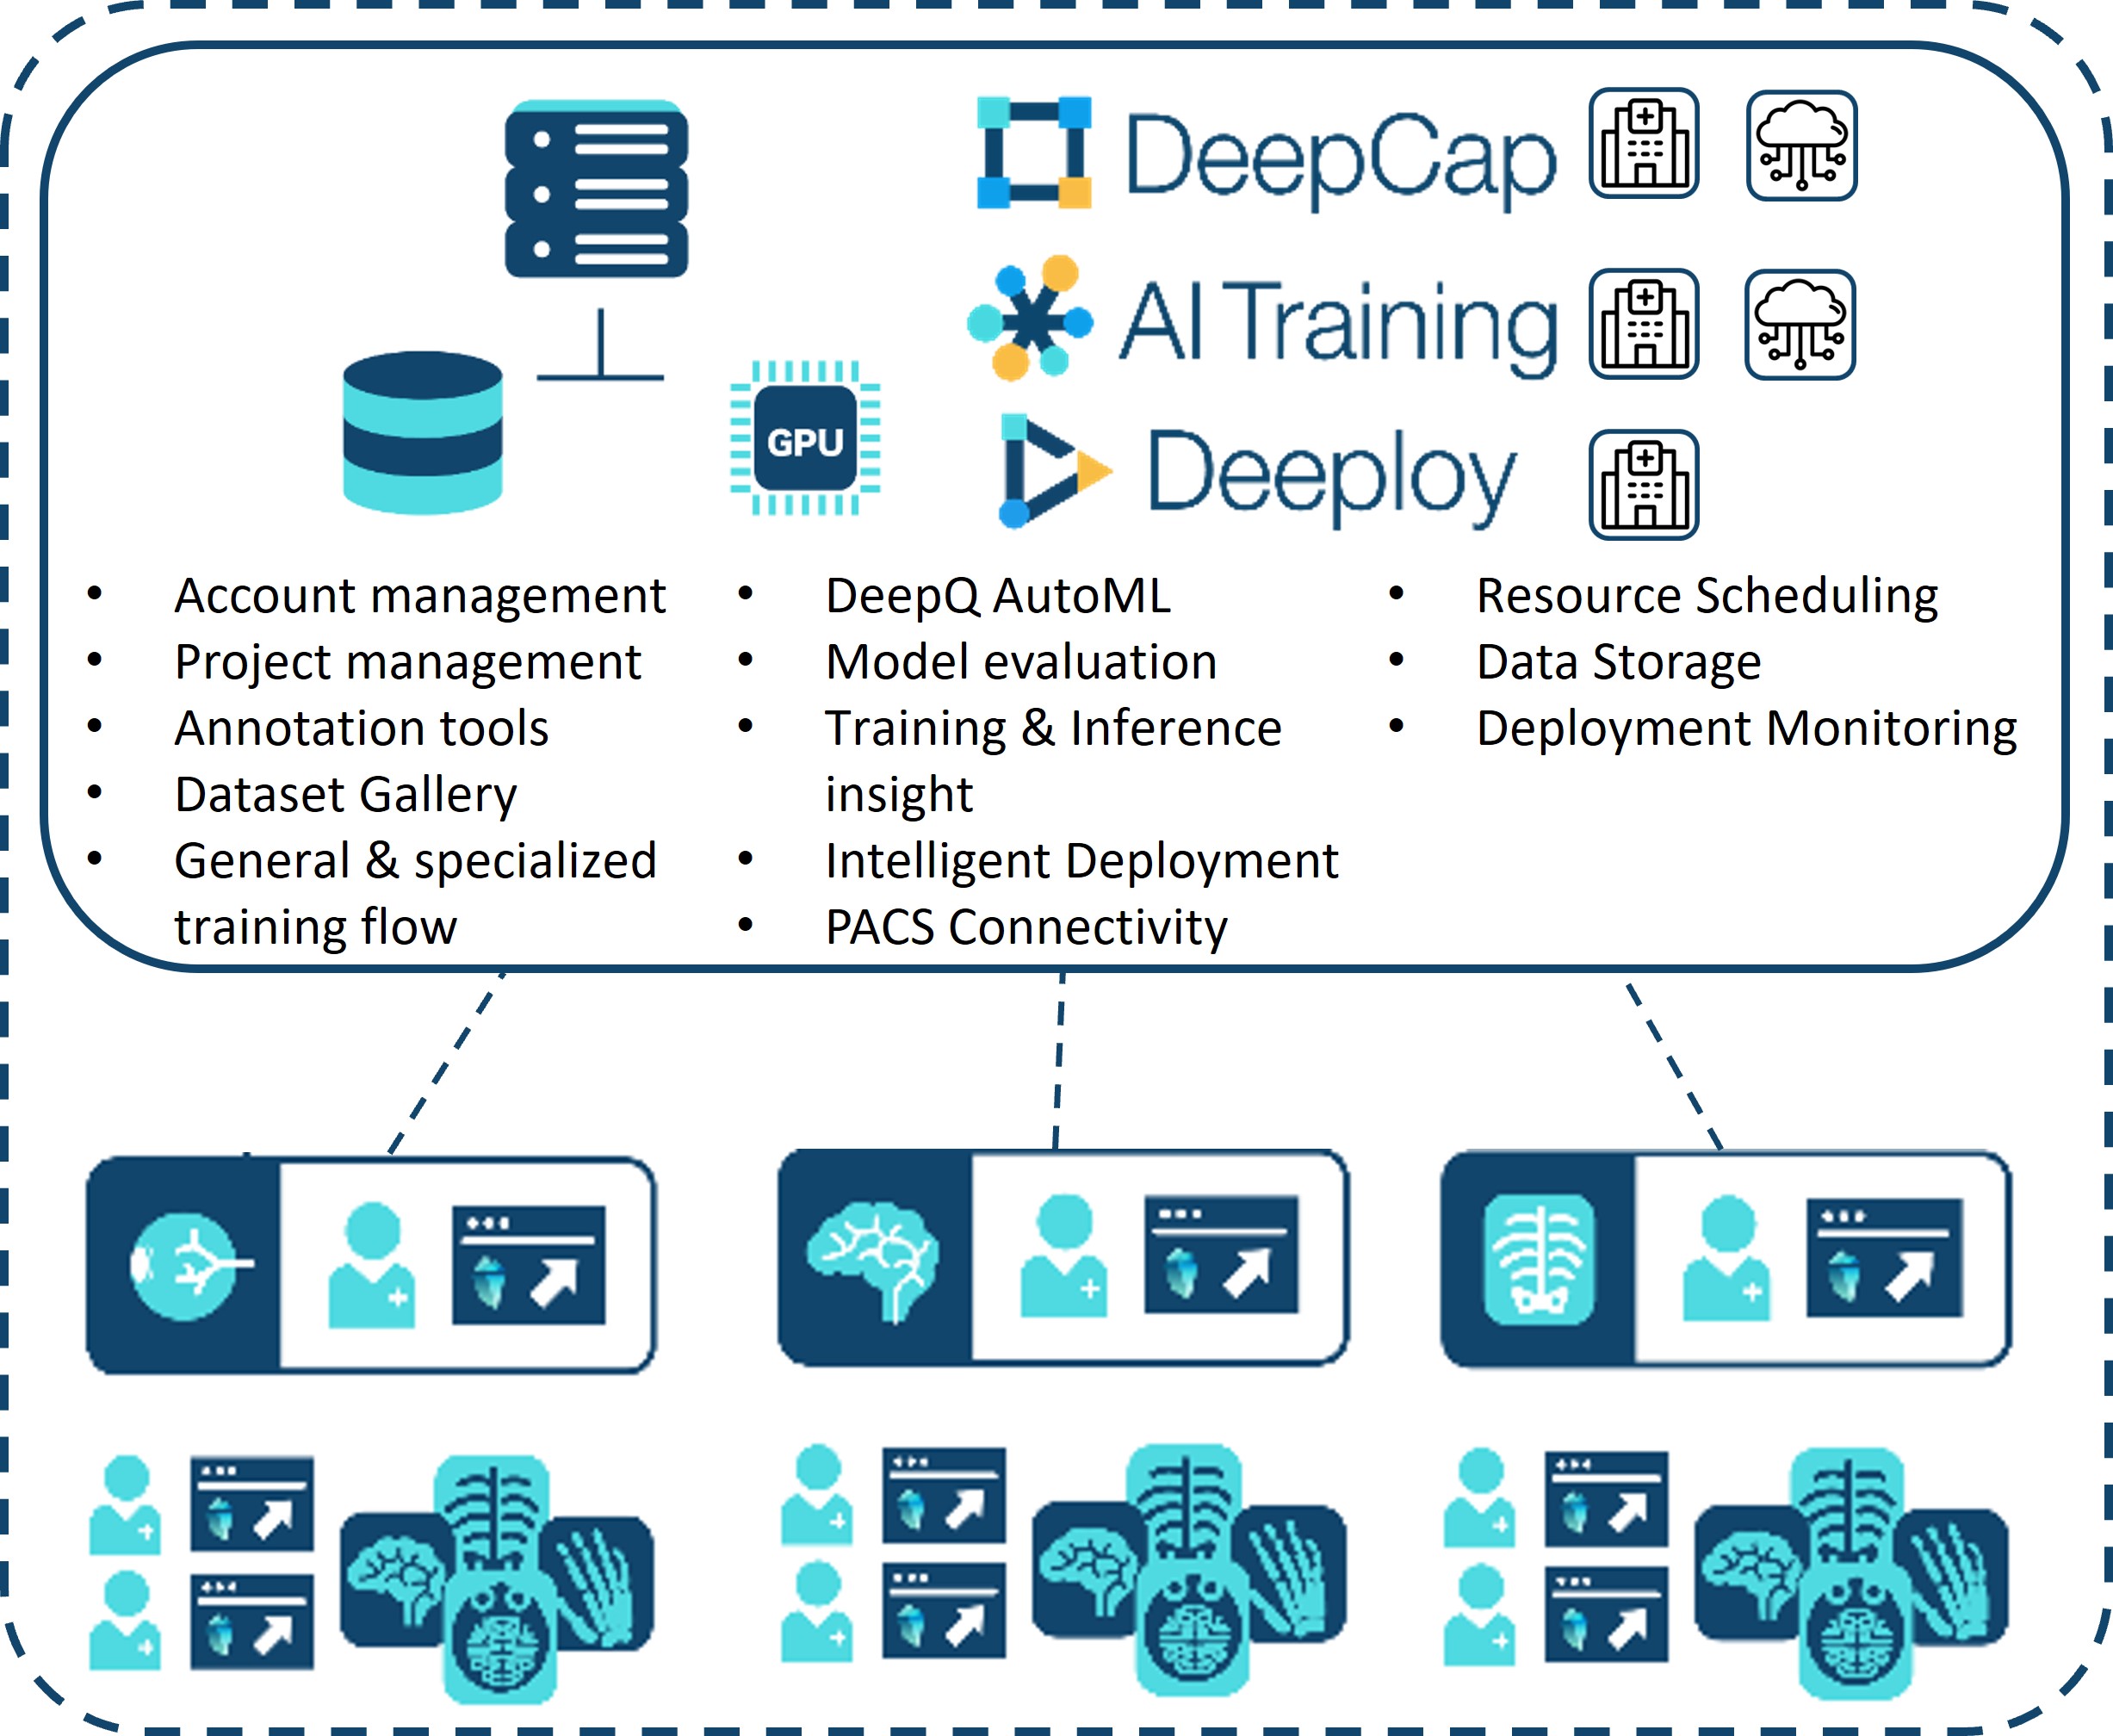 DeepCap
AI Training
GPU
Deeploy
• Account management
• Project management
• Annotation tools
• Dataset Gallery
• General & specialized
training flow
• DeepQ AutoML
• Model evaluation
• Training & Inference
insight
• Intelligent Deployment
• PACS Connectivity
• Resource Scheduling
• Data Storage
• Deployment Monitoring